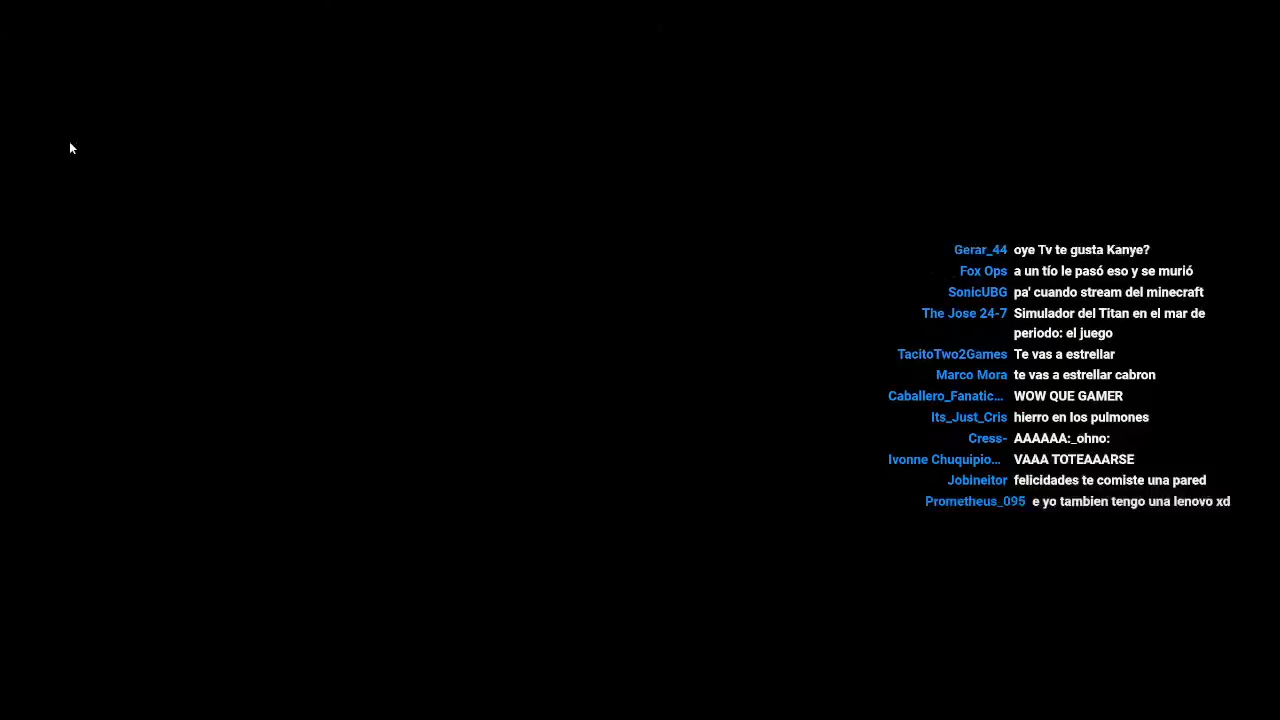 Gerar_44 oye Tv te gusta Kanye?
Fox Ops a un tío le pasó eso y se murió
SonicUBG pa' cuando stream del minecraft
The Jose 24-7 Simulador del Titan en el mar de
periodo: el juego
TacitoTwo2Games Te vas a estrellar
Marco Mora te vas a estrellar cabron
Caballero_Fanatic... WOW QUE GAMER
Its_Just_Cris hierro en los pulmones
Cress- AAAAAA:_ohno:
Ivonne Chuquipio... VAAA TOTEAAARSE
Jobineitor felicidades te comiste una pared
Prometheus_095 e yo tambien tengo una lenovo xd